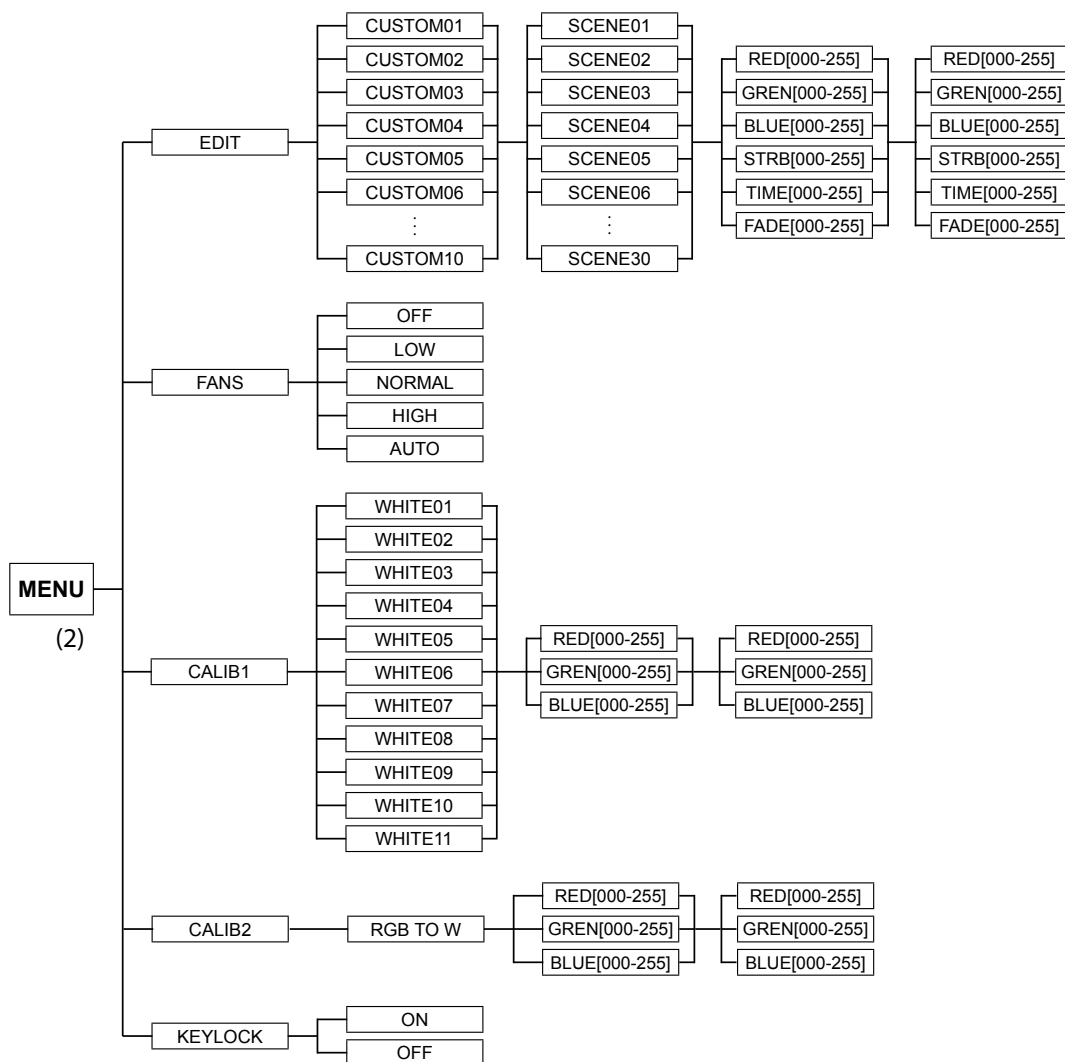 MENU
(2)
EDIT
CUSTOM01
CUSTOM02
CUSTOM03
CUSTOM04
CUSTOM05
CUSTOM06
⋮
CUSTOM10
SCENE01
SCENE02
SCENE03
SCENE04
SCENE05
SCENE06
⋮
SCENE30
RED[000-255]
GREN[000-255]
BLUE[000-255]
STRB[000-255]
TIME[000-255]
FADE[000-255]
RED[000-255]
GREN[000-255]
BLUE[000-255]
STRB[000-255]
TIME[000-255]
FADE[000-255]
FANS
OFF
LOW
NORMAL
HIGH
AUTO
CALIB1
WHITE01
WHITE02
WHITE03
WHITE04
WHITE05
WHITE06
WHITE07
WHITE08
WHITE09
WHITE10
WHITE11
RED[000-255]
GREN[000-255]
BLUE[000-255]
RED[000-255]
GREN[000-255]
BLUE[000-255]
CALIB2
RGB TO W
RED[000-255]
GREN[000-255]
BLUE[000-255]
RED[000-255]
GREN[000-255]
BLUE[000-255]
KEYLOCK
ON
OFF